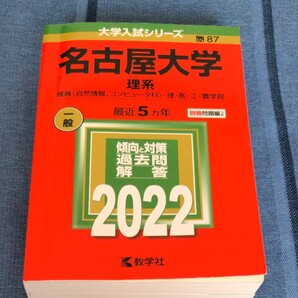 大学入試シリーズ
87
名古屋大学
理系
情報〈自然情報、コンピュータ科〉・理・医・工・農学部
最近5カ年
別冊問題編
一般
傾向と対策
過去問
解答
2022
教学社